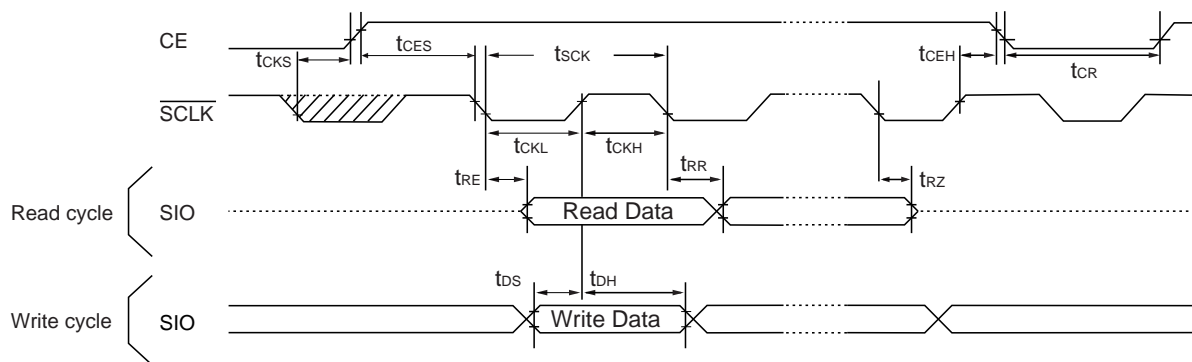 CE
tCKS
tCES
tSCK
tCEH
tCR
SCLK
tCKL
tCKH
tRE
tRR
tRZ
Read cycle
SIO
Read Data
tDS
tDH
Write cycle
SIO
Write Data